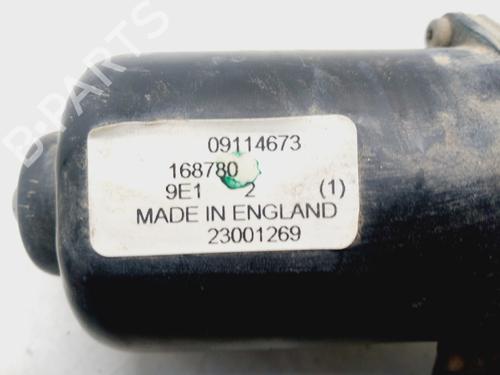 B-PARTS
09114673
168780
9E1 2 (1)
MADE IN ENGLAND
23001269